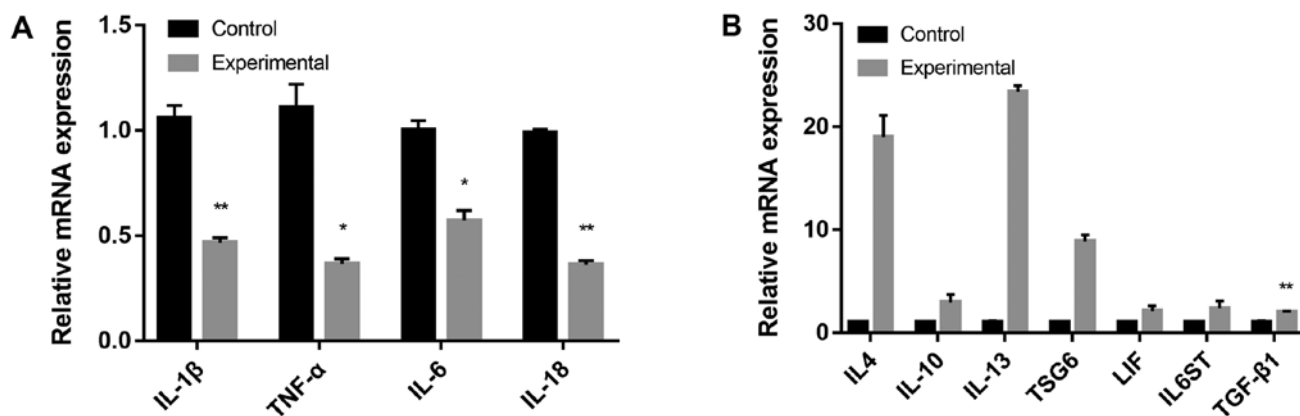 A
Relative mRNA expression
1.5
1.0
0.5
0.0
Control
Experimental
**
*
*
**
IL-1β
TNF-α
IL-6
IL-18
B
Relative mRNA expression
30
20
10
0
Control
Experimental
**
IL4
IL-10
IL-13
TSG6
LIF
IL6ST
TGF-β1